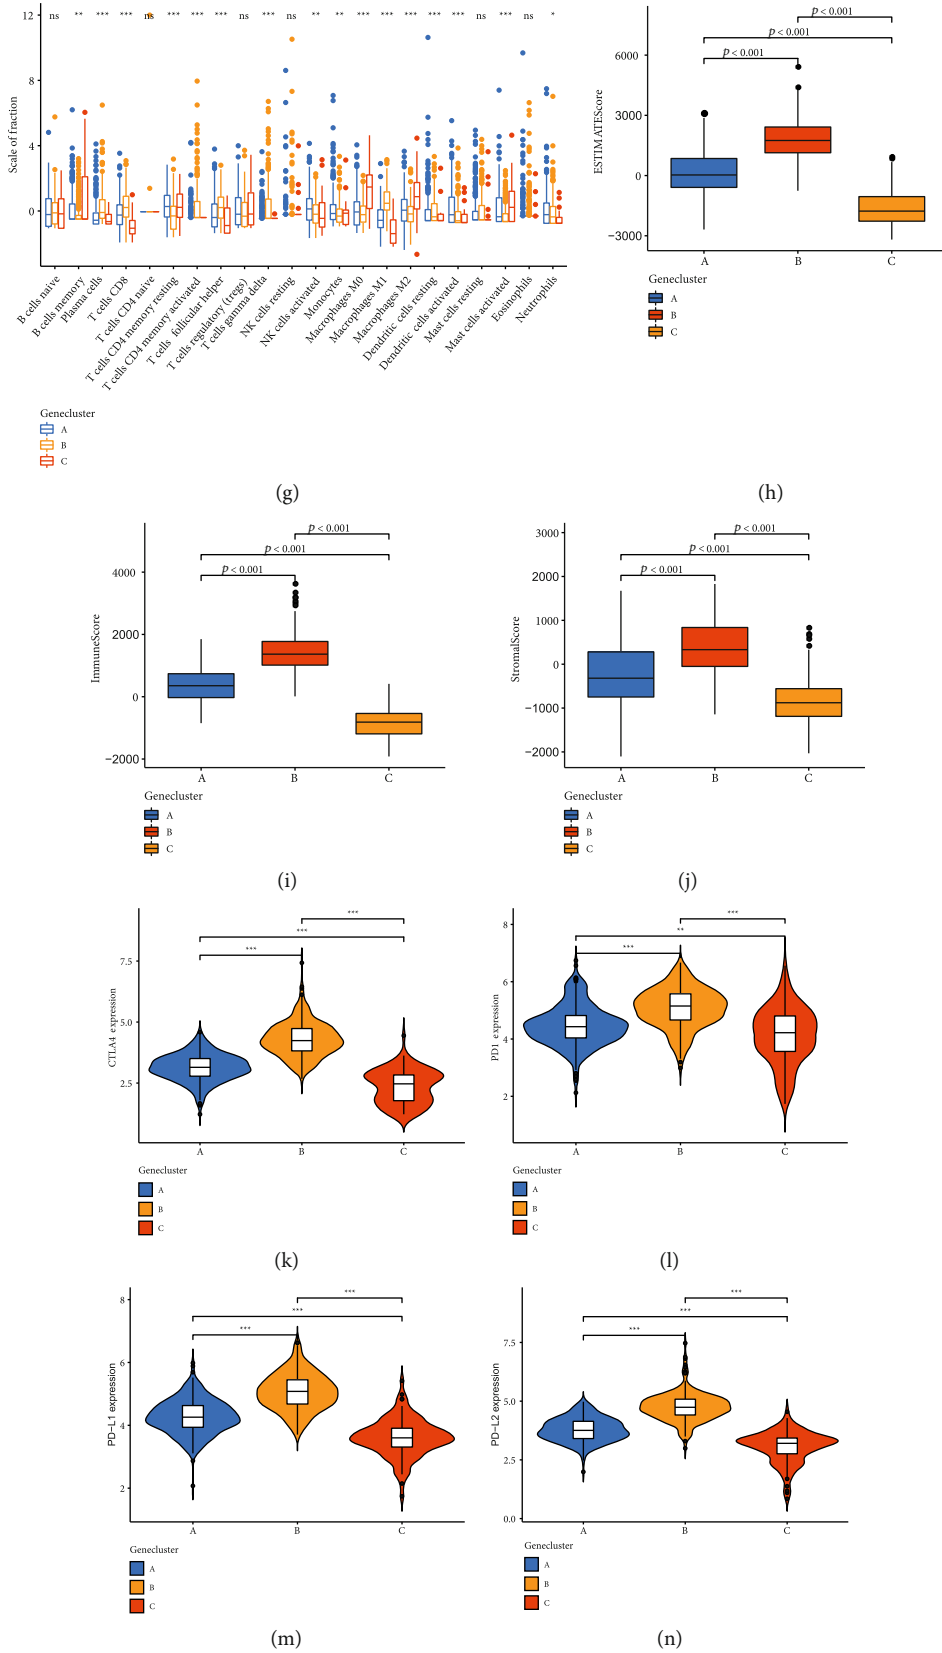 12
8
4
0
Scale of fraction
ns
**
***
***
ns
***
***
***
ns
***
ns
**
**
***
***
***
***
***
ns
***
ns
*
B cells naive
B cells memory
Plasma cells
T cells CD8
T cells CD4 naive
T cells CD4 memory resting
T cells CD4 memory activated
T cells follicular helper
T cells regulatory (tregs)
T cells gamma delta
NK cells resting
NK cells activated
Monocytes
Macrophages M0
Macrophages M1
Macrophages M2
Dendritic cells resting
Dendritic cells activated
Mast cells resting
Mast cells activated
Eosinophils
Neutrophils
Genecluster
A
B
C
(g)
p < 0.001
p < 0.001
p < 0.001
6000
3000
0
−3000
ESTIMATEScore
A
B
C
Genecluster
A
B
C
(h)
p < 0.001
p < 0.001
p < 0.001
4000
2000
0
−2000
ImmuneScore
A
B
C
Genecluster
A
B
C
(i)
p < 0.001
p < 0.001
p < 0.001
3000
2000
1000
0
−1000
−2000
StromalScore
A
B
C
Genecluster
A
B
C
(j)
***
***
***
7.5
5.0
2.5
CTLA4 expression
A
B
C
Genecluster
A
B
C
(k)
***
**
***
8
6
4
2
PD1 expression
A
B
C
Genecluster
A
B
C
(l)
***
***
***
8
6
4
2
PD−L1 expression
A
B
C
Genecluster
A
B
C
(m)
***
***
***
7.5
5.0
2.5
0.0
PD−L2 expression
A
B
C
Genecluster
A
B
C
(n)